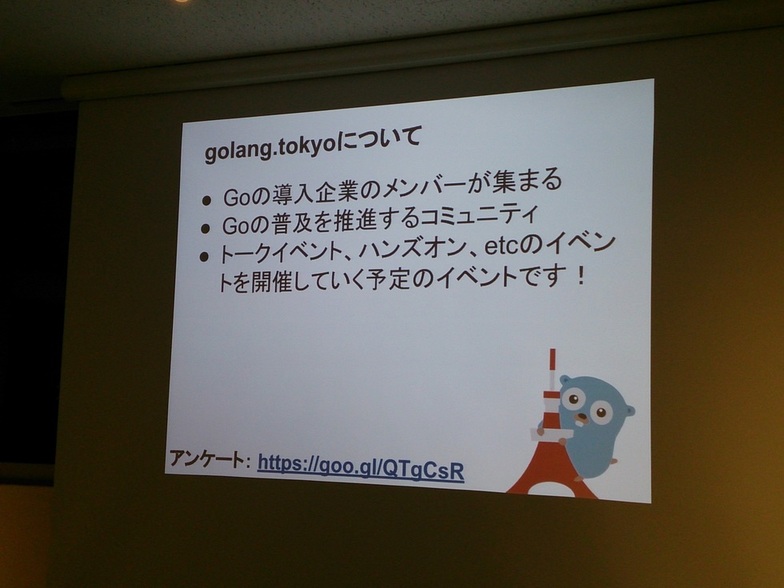 golang.tokyoについて
● Goの導入企業のメンバーが集まる
● Goの普及を推進するコミュニティ
● トークイベント、ハンズオン、etcのイベン
トを開催していく予定のイベントです！
アンケート: https://goo.gl/QTgCsR